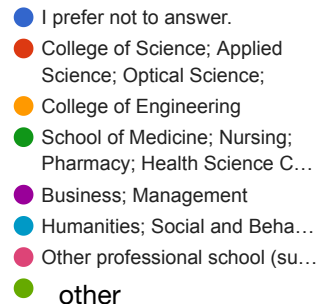 I prefer not to answer.
College of Science; Applied
Science; Optical Science;
College of Engineering
School of Medicine; Nursing;
Pharmacy; Health Science C…
Business; Management
Humanities; Social and Beha…
Other professional school (su…
other